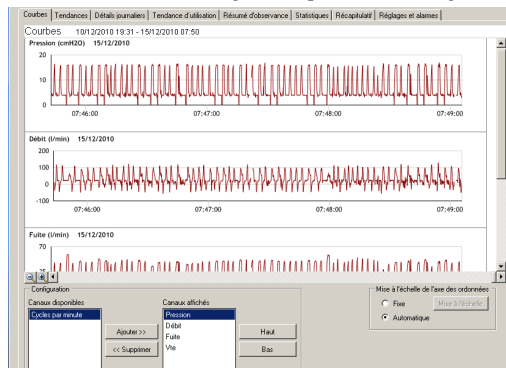 Courbes Tendances Détails journaliers Tendance d'utilisation Résumé d'observance Statistiques Récapitulatif Réglages et alarmes
Courbes 10/12/2010 19:31 - 15/12/2010 07:50
Pression (cmH2O) 15/12/2010
20
10
0
07:46:00 07:47:00 07:48:00 07:49:00
Débit (l/min) 15/12/2010
200
100
0
-100
07:46:00 07:47:00 07:48:00 07:49:00
Fuite (l/min) 15/12/2010
70
35
Configuration
Canaux disponibles
Cycles par minute
Ajouter >>
<< Supprimer
Canaux affichés
Pression
Débit
Fuite
Vte
Haut
Bas
Mise à l'échelle de l'axe des ordonnées
Fixe
Mise à l'échelle
Automatique